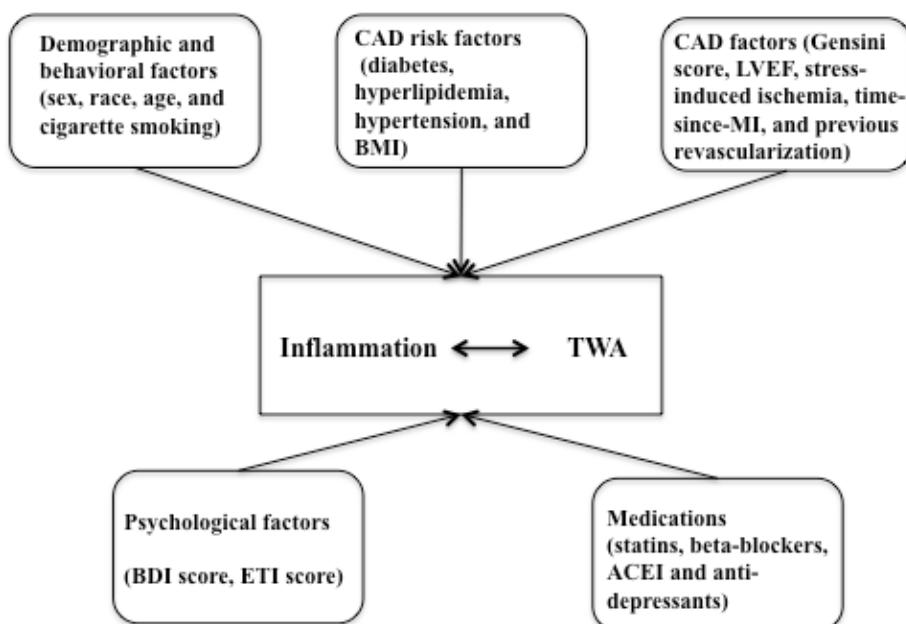 Demographic and
behavioral factors
(sex, race, age, and
cigarette smoking)
CAD risk factors
(diabetes,
hyperlipidemia,
hypertension, and
BMI)
CAD factors (Gensini
score, LVEF, stress-
induced ischemia, time-
since-MI, and previous
revascularization)
Inflammation
TWA
Psychological factors
(BDI score, ETI score)
Medications
(statins, beta-blockers,
ACEI and anti-
depressants)